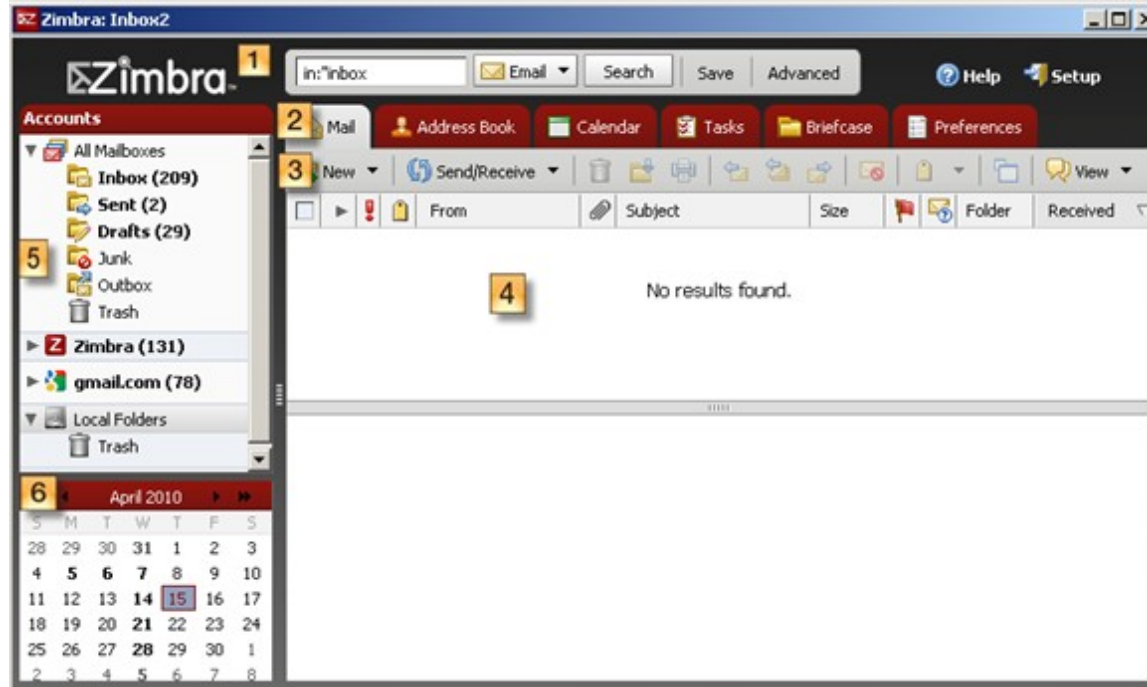 Zimbra: Inbox2
Zimbra
1
in:"inbox
Email
Search
Save
Advanced
Help
Setup
Accounts
2
Mail
Address Book
Calendar
Tasks
Briefcase
Preferences
3
New
Send/Receive
View
From
Subject
Size
Folder
Received
All Mailboxes
Inbox (209)
Sent (2)
Drafts (29)
5
Junk
Outbox
Trash
Zimbra (131)
gmail.com (78)
Local Folders
Trash
4
No results found.
6
April 2010
S M T W T F S
28 29 30 31 1 2 3
4 5 6 7 8 9 10
11 12 13 14 15 16 17
18 19 20 21 22 23 24
25 26 27 28 29 30 1
2 3 4 5 6 7 8